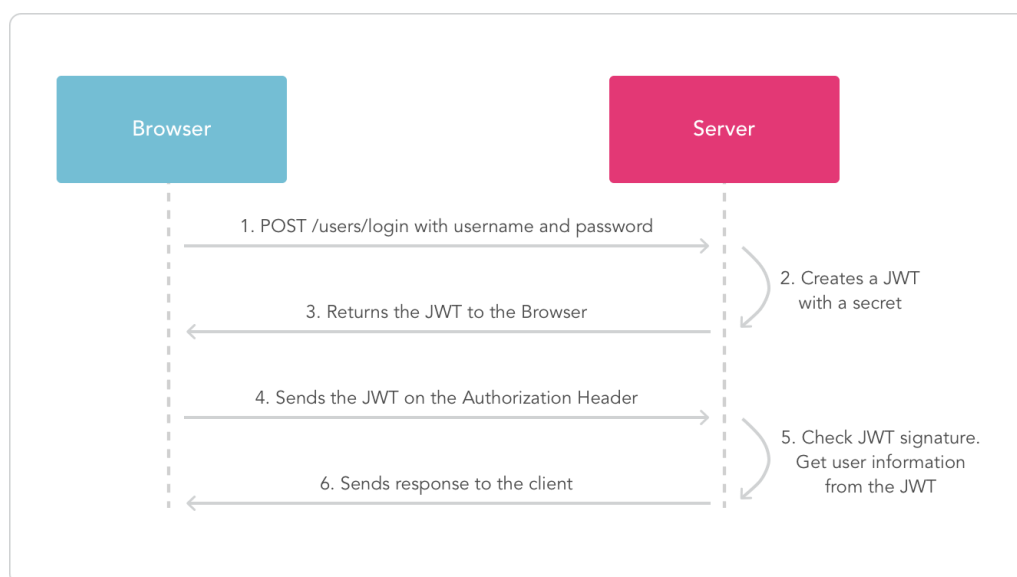 Browser
Server
1. POST /users/login with username and password
2. Creates a JWT
with a secret
3. Returns the JWT to the Browser
4. Sends the JWT on the Authorization Header
5. Check JWT signature.
Get user information
from the JWT
6. Sends response to the client